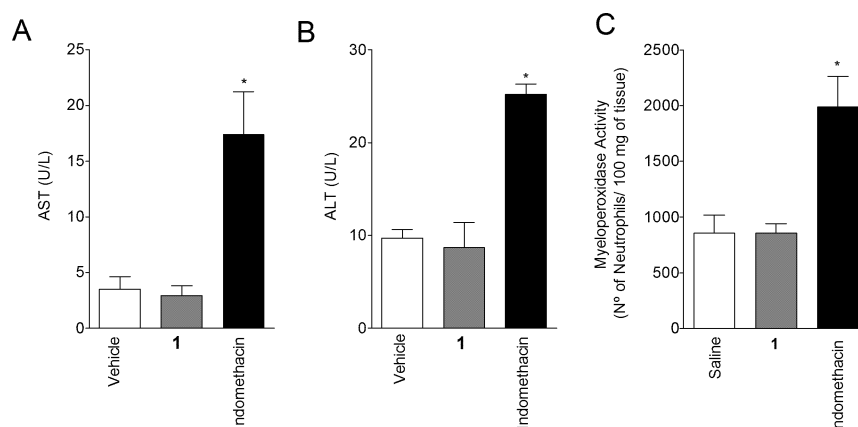 A
AST (U/L)
25
20
15
10
5
0
*
Vehicle
1
ndomethacin
B
ALT (U/L)
30
20
10
0
*
Vehicle
1
ndomethacin
C
Myeloperoxidase Activity
(Nº of Neutrophils/ 100 mg of tissue)
2500
2000
1500
1000
500
0
*
Saline
1
ndomethacin